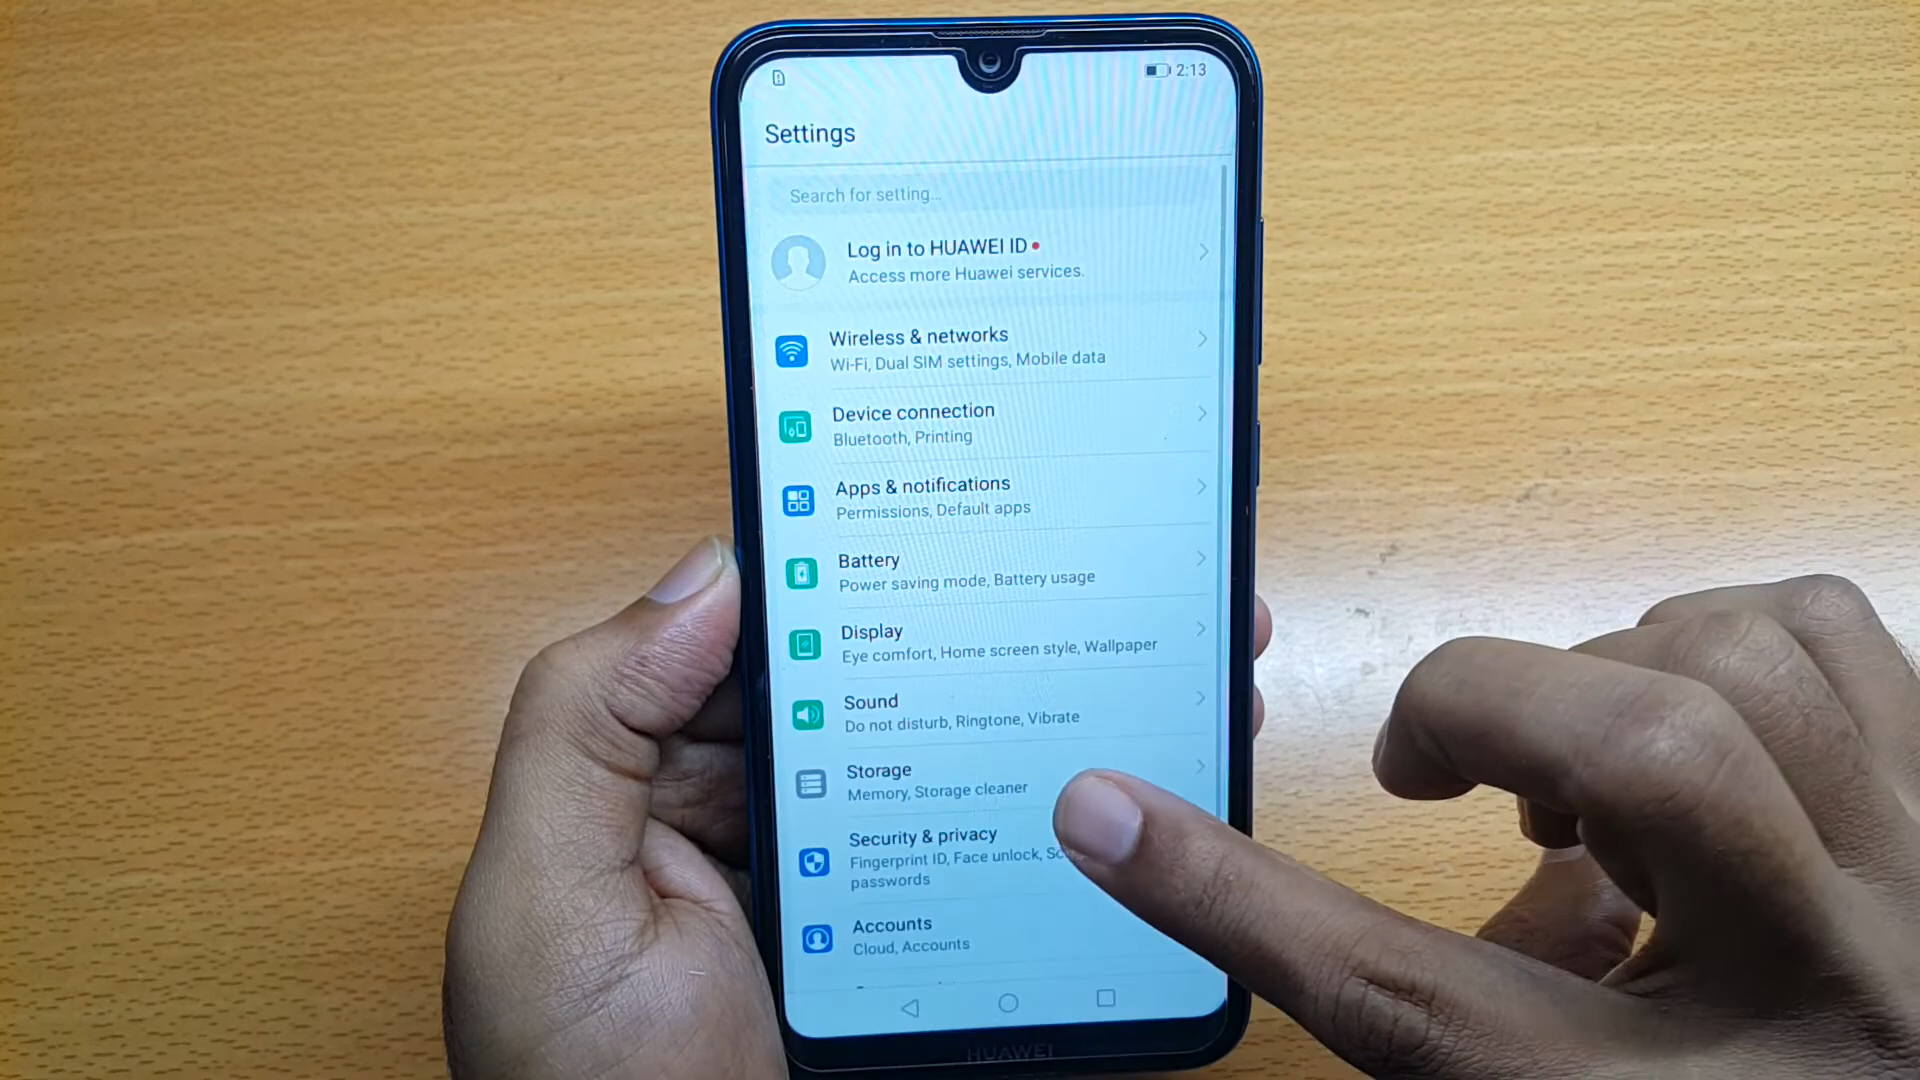 2:13
Settings
Search for setting...
Log in to HUAWEI ID
Access more Huawei services.
Wireless & networks
Wi-Fi, Dual SIM settings, Mobile data
Device connection
Bluetooth, Printing
Apps & notifications
Permissions, Default apps
Battery
Power saving mode, Battery usage
Display
Eye comfort, Home screen style, Wallpaper
Sound
Do not disturb, Ringtone, Vibrate
Storage
Memory, Storage cleaner
Security & privacy
Fingerprint ID, Face unlock,
passwords
Accounts
Cloud, Accounts
HUAWEI